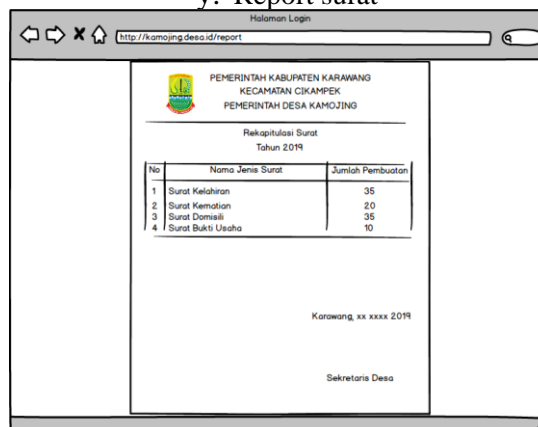 y. Report surat
Halaman Login
http://kamojing.desa.id/report
PEMERINTAH KABUPATEN KARAWANG
KECAMATAN CIKAMPEK
PEMERINTAH DESA KAMOJING
Rekapitulasi Surat
Tahun 2019
No Nama Jenis Surat Jumlah Pembuatan
1 Surat Kelahiran 35
2 Surat Kematian 20
3 Surat Domisili 35
4 Surat Bukti Usaha 10
Karawang, xx xxxx 2019
Sekretaris Desa